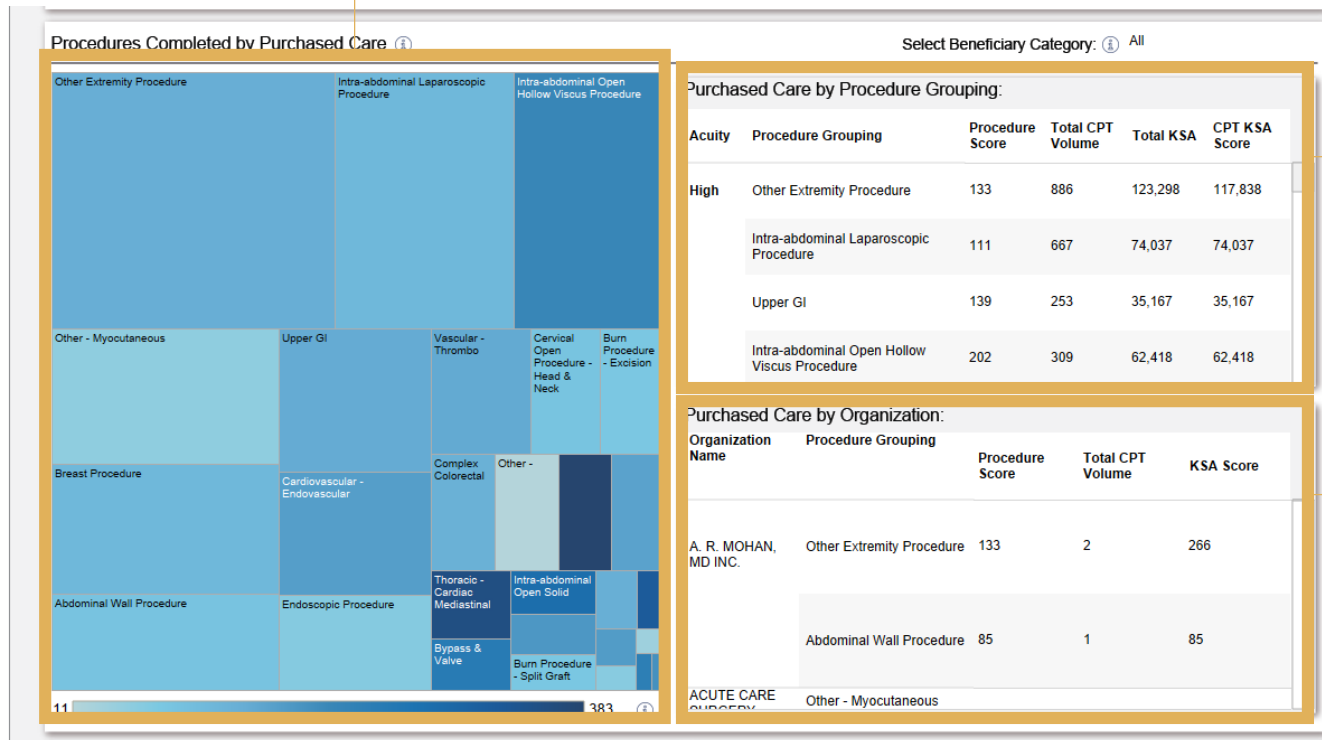 Procedures Completed by Purchased Care
Select Beneficiary Category: All
Other Extremity Procedure
Intra-abdominal Laparoscopic
Procedure
Intra-abdominal Open
Hollow Viscus Procedure
Other - Myocutaneous
Upper GI
Vascular -
Thrombo
Cervical
Open
Procedure -
Head &
Neck
Burn
Procedure
- Excision
Breast Procedure
Cardiovascular -
Endovascular
Complex
Colorectal
Other -
Abdominal Wall Procedure
Endoscopic Procedure
Thoracic -
Cardiac
Mediastinal
Intra-abdominal
Open Solid
Bypass &
Valve
Burn Procedure
- Split Graft
11 383
Purchased Care by Procedure Grouping:
Acuity Procedure Grouping Procedure Score Total CPT Volume Total KSA CPT KSA Score
High Other Extremity Procedure 133 886 123,298 117,838
Intra-abdominal Laparoscopic
Procedure 111 667 74,037 74,037
Upper GI 139 253 35,167 35,167
Intra-abdominal Open Hollow
Viscus Procedure 202 309 62,418 62,418
Purchased Care by Organization:
Organization Name Procedure Grouping Procedure Score Total CPT Volume KSA Score
A. R. MOHAN,
MD INC. Other Extremity Procedure 133 2 266
Abdominal Wall Procedure 85 1 85
ACUTE CARE
SURGERY Other - Myocutaneous